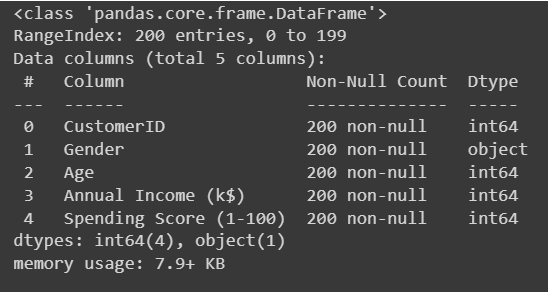 <class 'pandas.core.frame.DataFrame'>
RangeIndex: 200 entries, 0 to 199
Data columns (total 5 columns):
 #   Column                  Non-Null Count  Dtype
---  ------                  --------------  -----
 0   CustomerID              200 non-null    int64
 1   Gender                  200 non-null    object
 2   Age                     200 non-null    int64
 3   Annual Income (k$)      200 non-null    int64
 4   Spending Score (1-100)  200 non-null    int64
dtypes: int64(4), object(1)
memory usage: 7.9+ KB